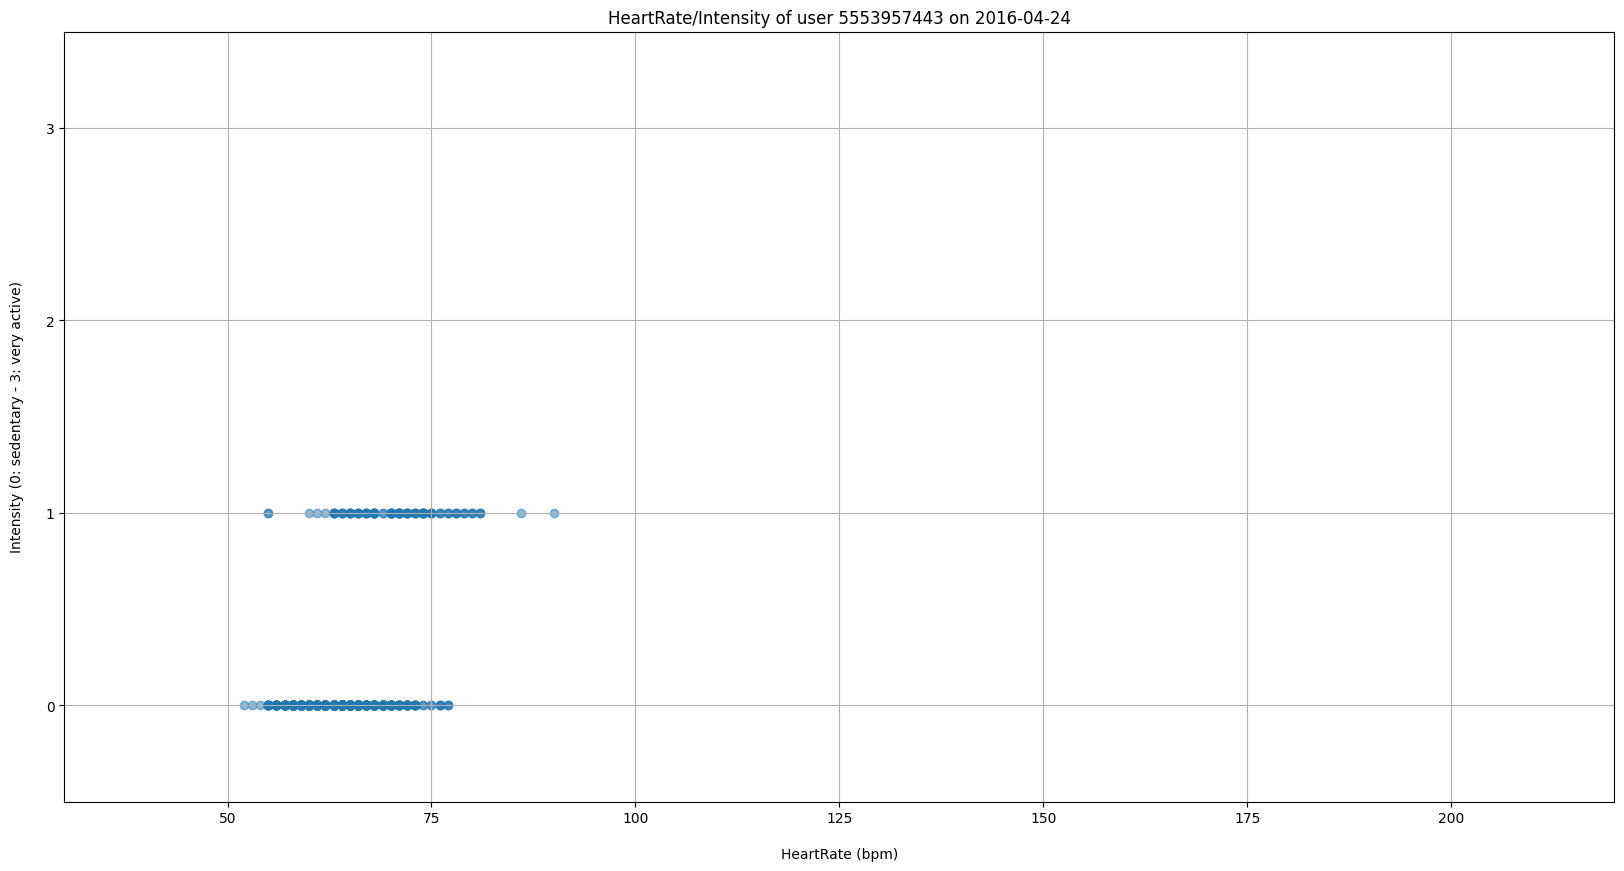 HeartRate/Intensity of user 5553957443 on 2016-04-24
Intensity (0: sedentary - 3: very active)
3
2
1
0
50 75 100 125 150 175 200
HeartRate (bpm)